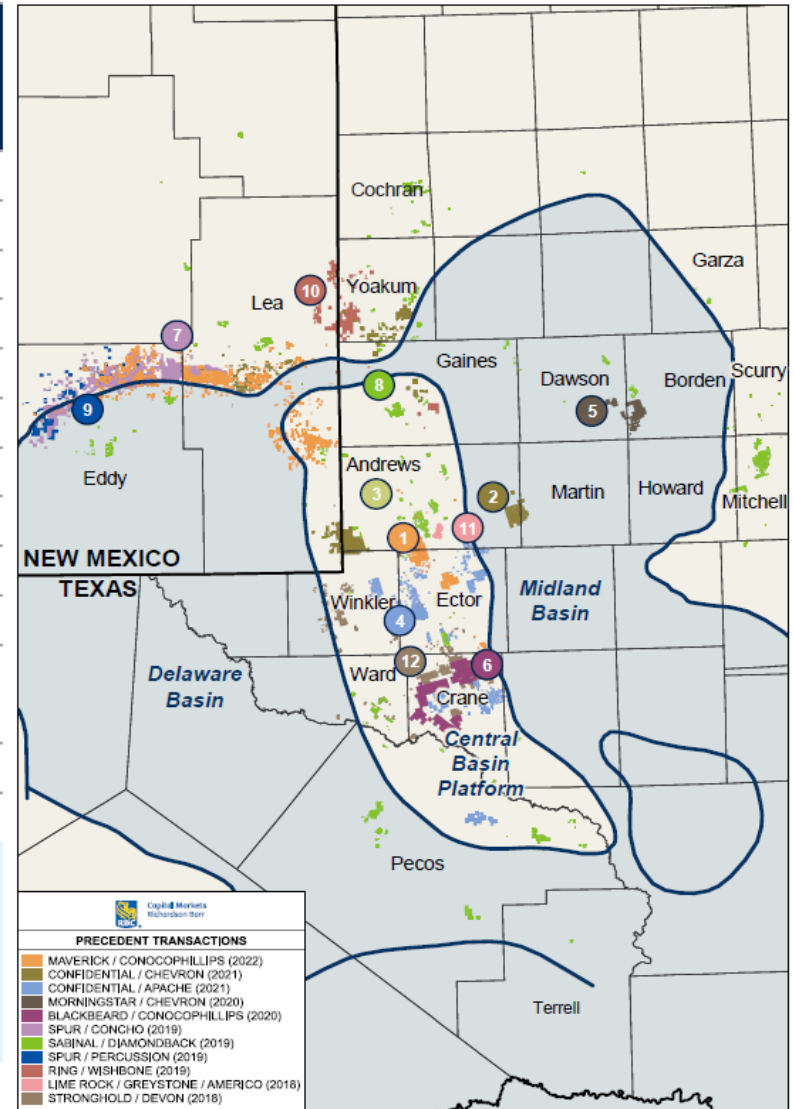 Cochran
Garza
Yoakum
10
Lea
7
Gaines
8
Dawson
Borden
Scurry
5
9
Eddy
Andrews
3
2
Martin
Howard
Mitchell
11
1
NEW MEXICO
TEXAS
Winkler
Ector
Midland
Basin
4
12
6
Ward
Delaware
Basin
Crane
Central
Basin
Platform
Pecos
Terrell
RBC
Capital Markets
Richardson Barr
PRECEDENT TRANSACTIONS
MAVERICK / CONOCOPHILLIPS (2022)
CONFIDENTIAL / CHEVRON (2021)
CONFIDENTIAL / APACHE (2021)
MORNINGSTAR / CHEVRON (2020)
BLACKBEARD / CONOCOPHILLIPS (2020)
SPUR / CONCHO (2019)
SABINAL / DIAMONDBACK (2019)
SPUR / PERCUSSION (2019)
RING / WISHBONE (2019)
LIME ROCK / GREYSTONE / AMERICO (2018)
STRONGHOLD / DEVON (2018)